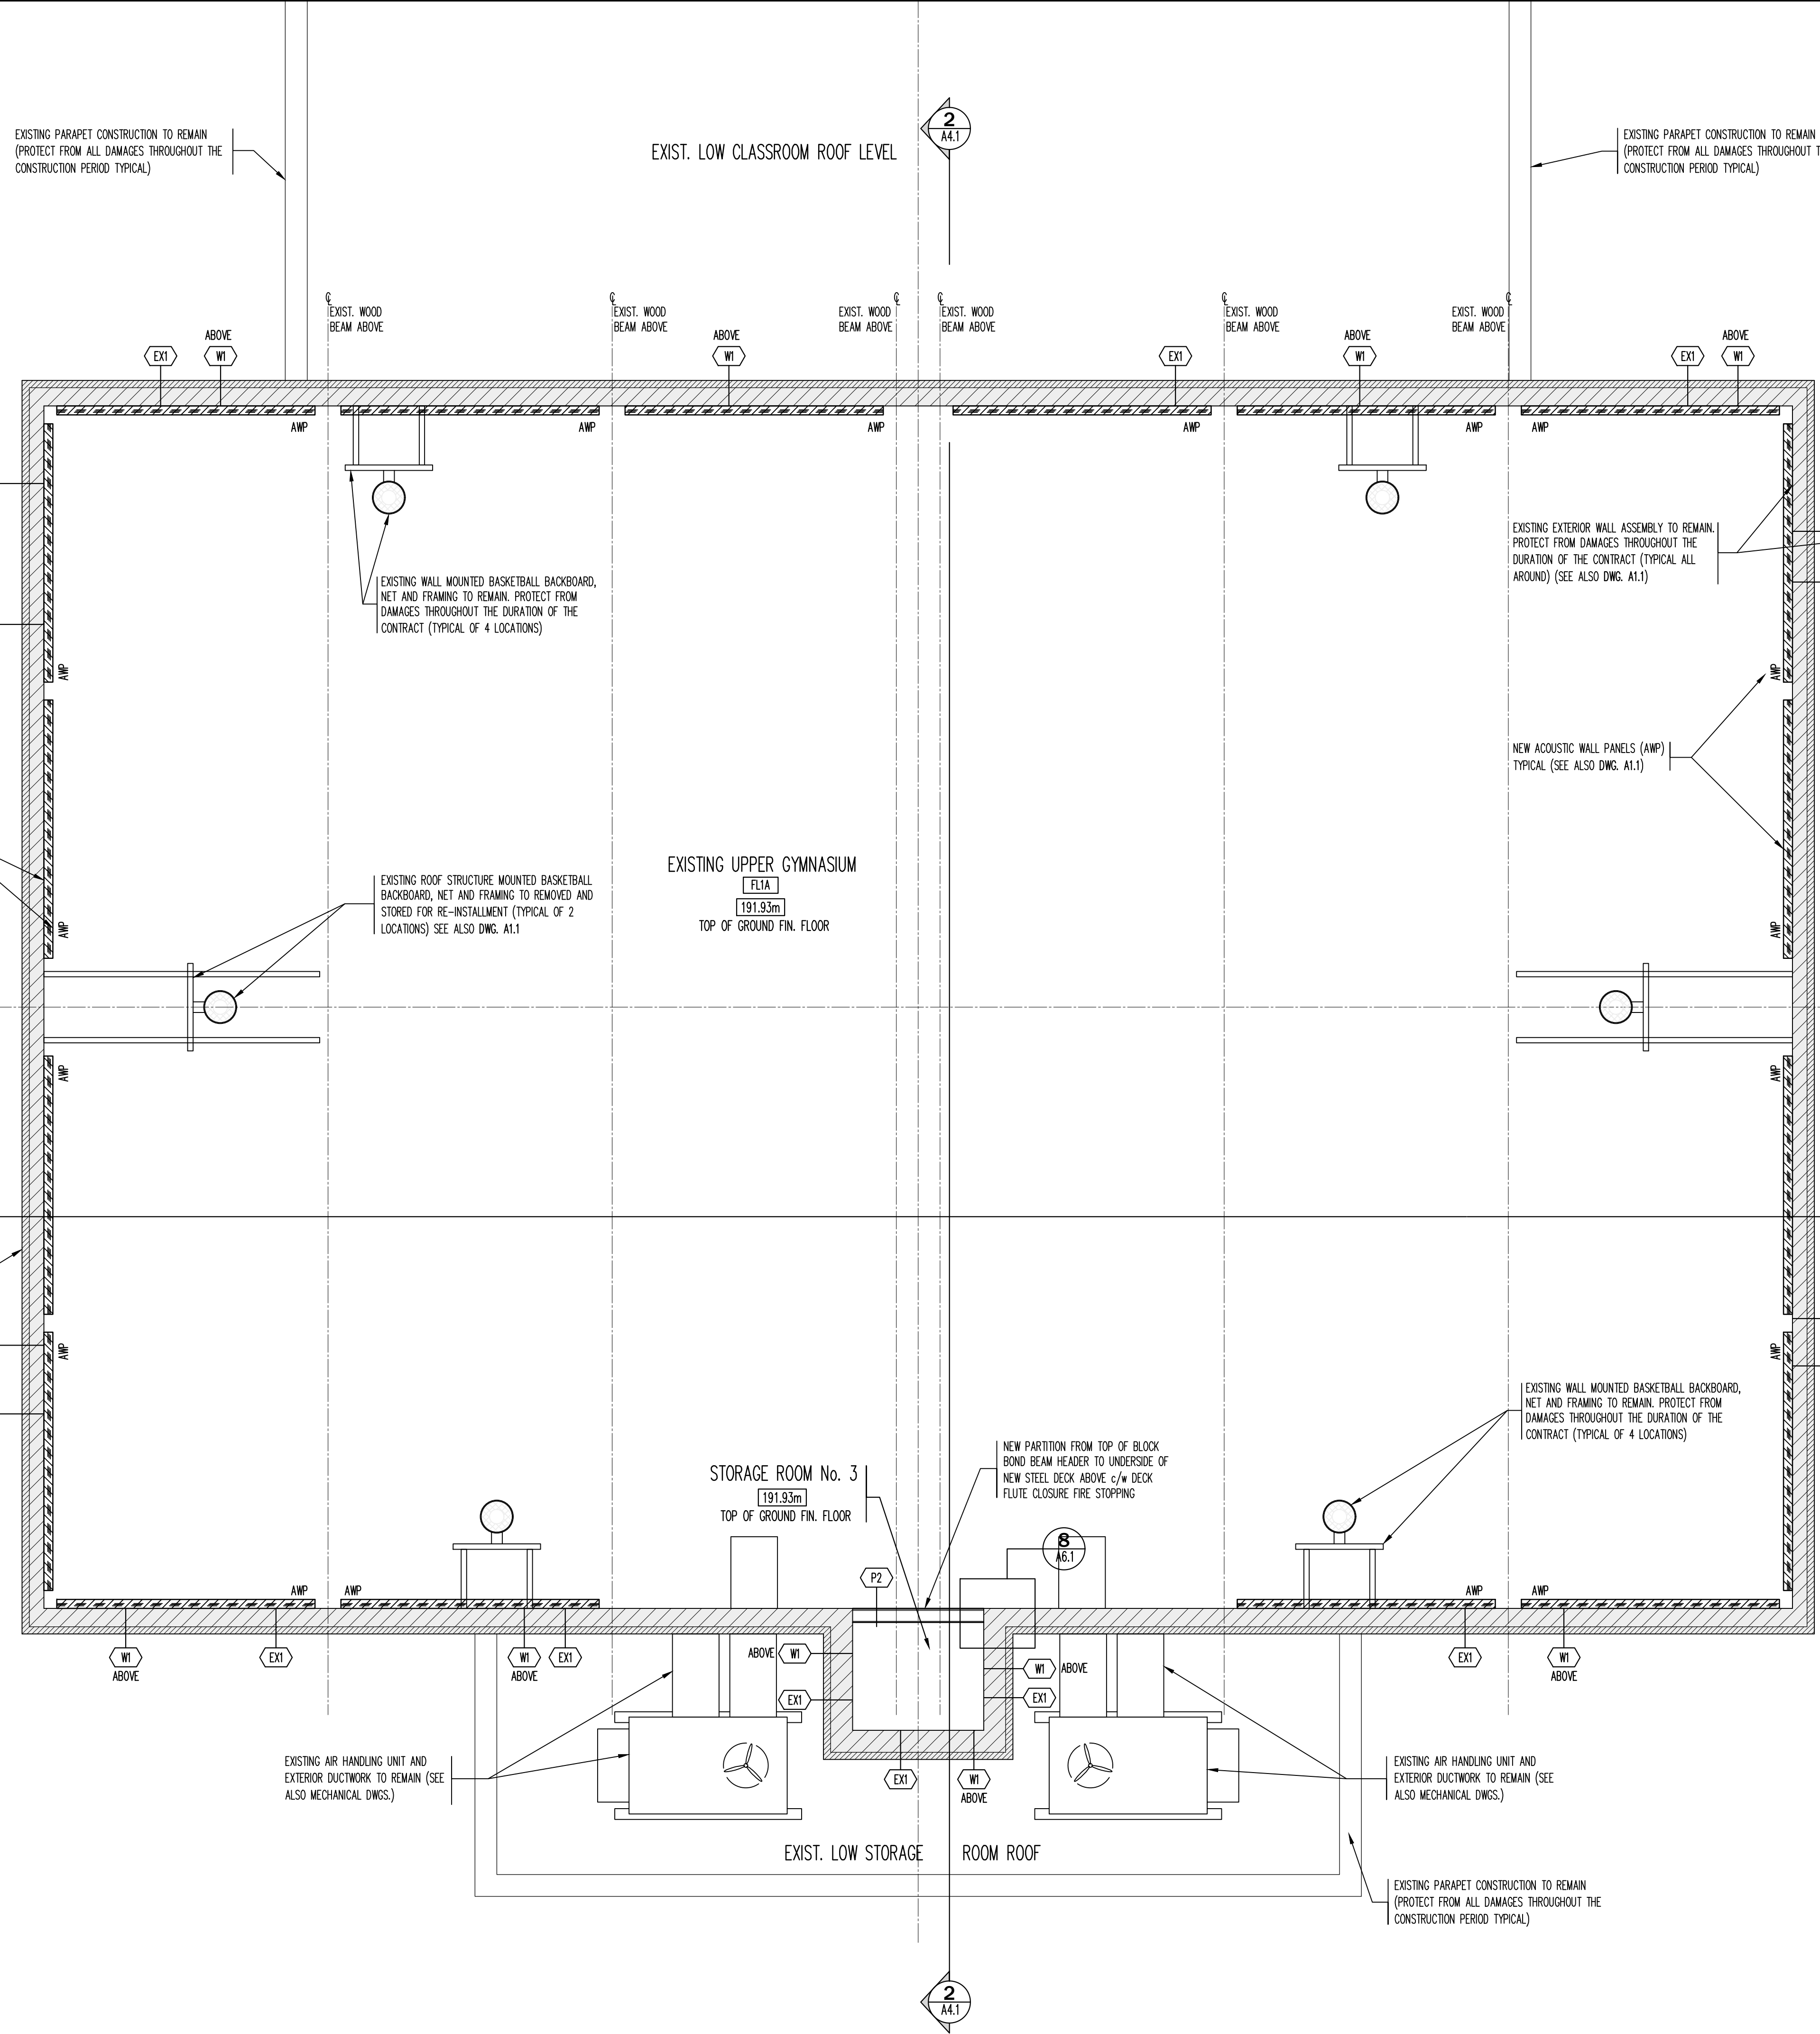 EXISTING PARAPET CONSTRUCTION TO REMAIN
(PROTECT FROM ALL DAMAGES THROUGHOUT THE
CONSTRUCTION PERIOD TYPICAL)
EXIST. LOW CLASSROOM ROOF LEVEL
2
A4.1
EXISTING PARAPET CONSTRUCTION TO REMAIN
(PROTECT FROM ALL DAMAGES THROUGHOUT
CONSTRUCTION PERIOD TYPICAL)
EXIST. WOOD
BEAM ABOVE
EXIST. WOOD
BEAM ABOVE
EXIST. WOOD
BEAM ABOVE
EXIST. WOOD
BEAM ABOVE
EXIST. WOOD
BEAM ABOVE
EXIST. WOOD
BEAM ABOVE
EX1
ABOVE
W1
ABOVE
W1
EX1
ABOVE
W1
EX1
ABOVE
W1
AWP
AWP
AWP
AWP
AWP
AWP
EXISTING WALL MOUNTED BASKETBALL BACKBOARD,
NET AND FRAMING TO REMAIN. PROTECT FROM
DAMAGES THROUGHOUT THE DURATION OF THE
CONTRACT (TYPICAL OF 4 LOCATIONS)
EXISTING EXTERIOR WALL ASSEMBLY TO REMAIN.
PROTECT FROM DAMAGES THROUGHOUT THE
DURATION OF THE CONTRACT (TYPICAL ALL
AROUND) (SEE ALSO DWG. A1.1)
AWP
AWP
NEW ACOUSTIC WALL PANELS (AWP)
TYPICAL (SEE ALSO DWG. A1.1)
EXISTING UPPER GYMNASIUM
FL1A
191.93m
TOP OF GROUND FIN. FLOOR
EXISTING ROOF STRUCTURE MOUNTED BASKETBALL
BACKBOARD, NET AND FRAMING TO REMOVED AND
STORED FOR RE-INSTALLMENT (TYPICAL OF 2
LOCATIONS) SEE ALSO DWG. A1.1
AWP
AWP
AWP
AWP
AWP
AWP
EXISTING WALL MOUNTED BASKETBALL BACKBOARD,
NET AND FRAMING TO REMAIN. PROTECT FROM
DAMAGES THROUGHOUT THE DURATION OF THE
CONTRACT (TYPICAL OF 4 LOCATIONS)
NEW PARTITION FROM TOP OF BLOCK
BOND BEAM HEADER TO UNDERSIDE OF
NEW STEEL DECK ABOVE c/w DECK
FLUTE CLOSURE FIRE STOPPING
STORAGE ROOM No. 3
191.93m
TOP OF GROUND FIN. FLOOR
8
A6.1
P2
AWP
AWP
AWP
AWP
W1
ABOVE
EX1
W1
ABOVE
EX1
ABOVE
W1
EX1
W1
ABOVE
EX1
EX1
W1
ABOVE
EX1
W1
ABOVE
EXISTING AIR HANDLING UNIT AND
EXTERIOR DUCTWORK TO REMAIN (SEE
ALSO MECHANICAL DWGS.)
EXISTING AIR HANDLING UNIT AND
EXTERIOR DUCTWORK TO REMAIN (SEE
ALSO MECHANICAL DWGS.)
EXIST. LOW STORAGE ROOM ROOF
EXISTING PARAPET CONSTRUCTION TO REMAIN
(PROTECT FROM ALL DAMAGES THROUGHOUT THE
CONSTRUCTION PERIOD TYPICAL)
2
A4.1